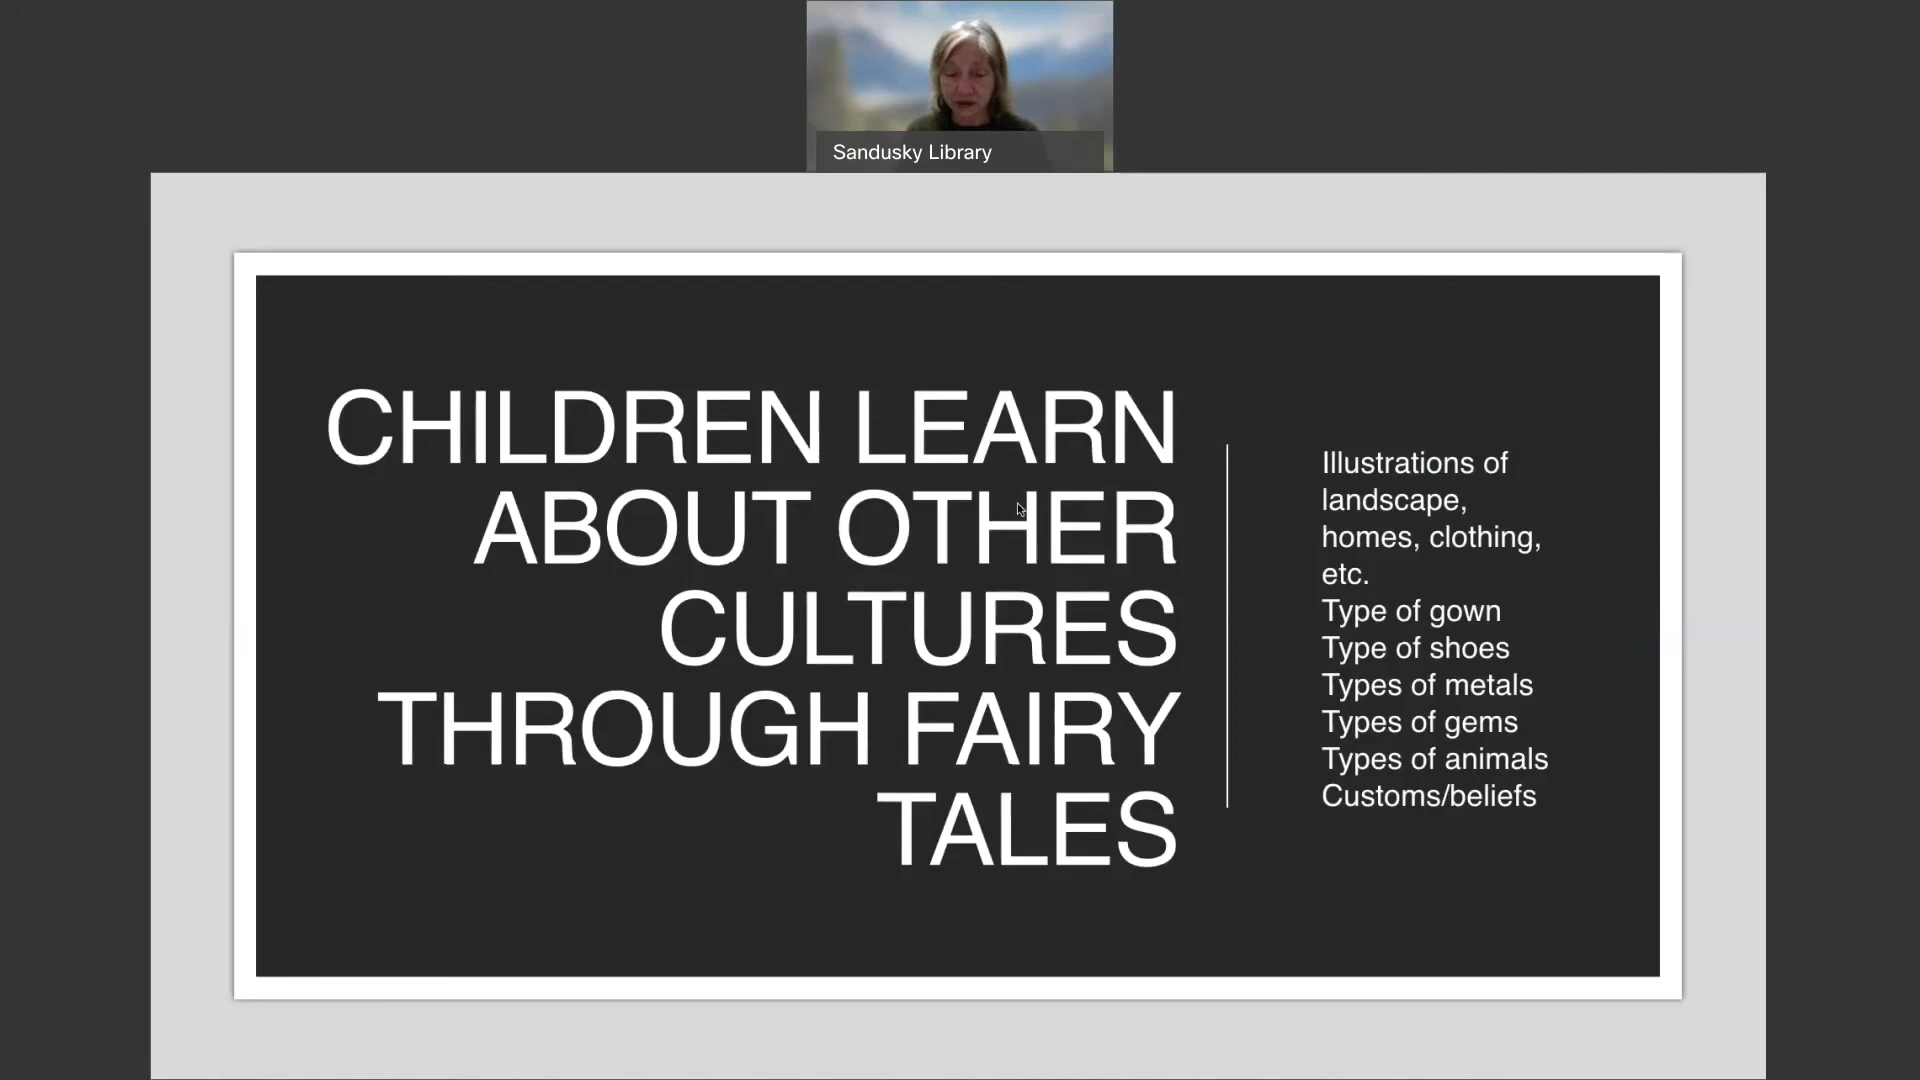 Sandusky Library
CHILDREN LEARN
ABOUT OTHER
CULTURES
THROUGH FAIRY
TALES
Illustrations of
landscape,
homes, clothing,
etc.
Type of gown
Type of shoes
Types of metals
Types of gems
Types of animals
Customs/beliefs